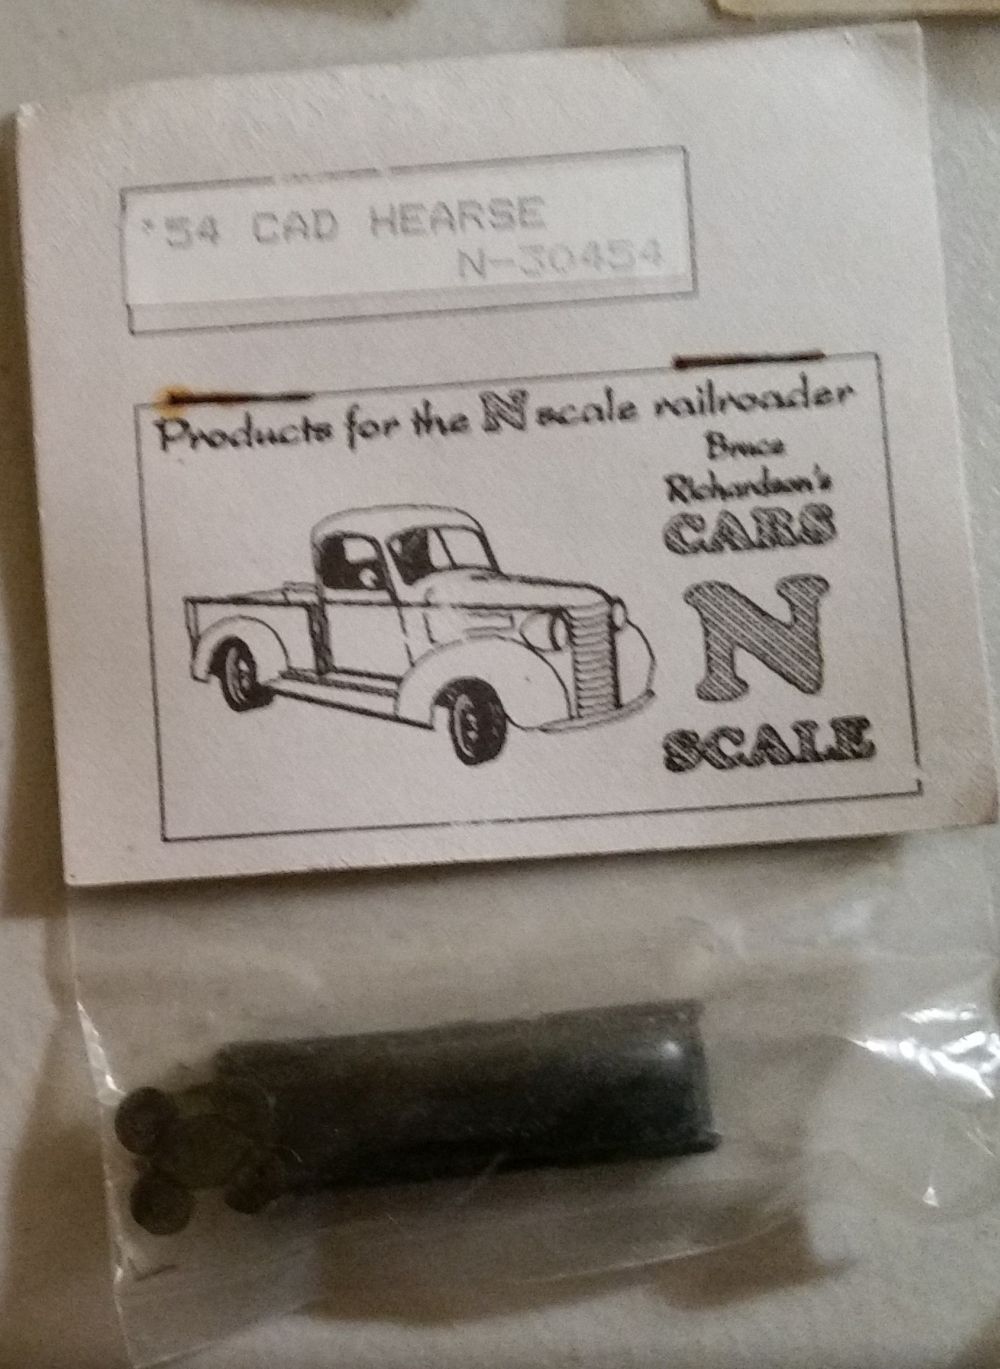 '54 CAD HEARSE
N-30454
Products for the N scale railroader
Bruce
Richardson's
CARS
N
SCALE